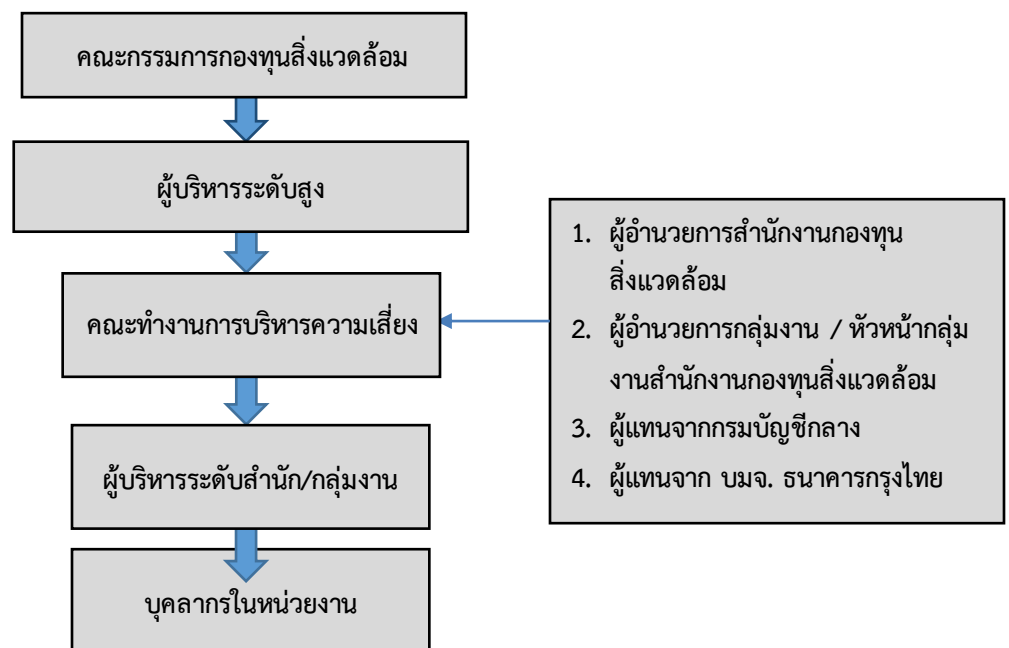 คณะกรรมการกองทุนสิ่งแวดล้อม
ผู้บริหารระดับสูง
คณะทำงานการบริหารความเสี่ยง
ผู้บริหารระดับสำนัก/กลุ่มงาน
บุคลากรในหน่วยงาน
1. ผู้อำนวยการสำนักงานกองทุน
สิ่งแวดล้อม
2. ผู้อำนวยการกลุ่มงาน / หัวหน้ากลุ่ม
งานสำนักงานกองทุนสิ่งแวดล้อม
3. ผู้แทนจากกรมบัญชีกลาง
4. ผู้แทนจาก บมจ. ธนาคารกรุงไทย